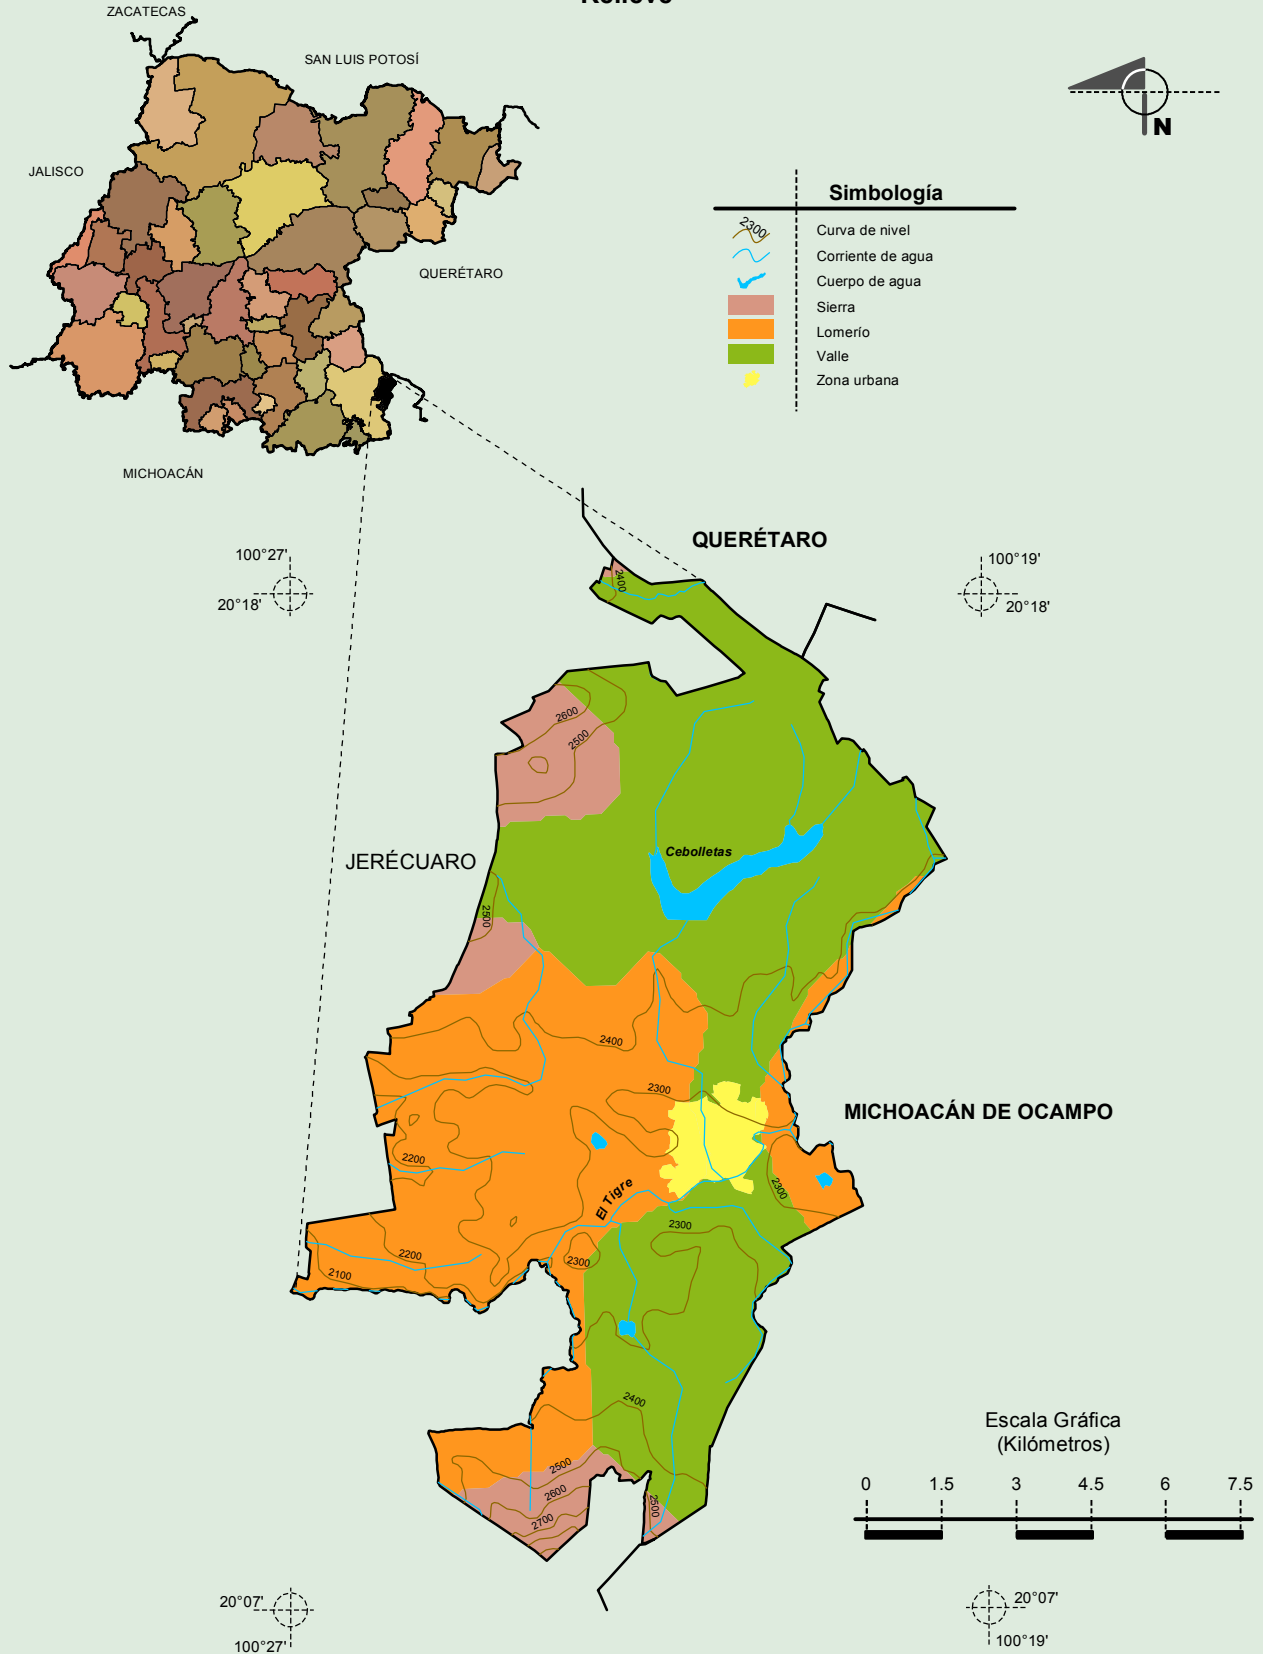 Relieve
ZACATECAS
SAN LUIS POTOSÍ
JALISCO
QUERÉTARO
MICHOACÁN
N
Simbología
2300
Curva de nivel
Corriente de agua
Cuerpo de agua
Sierra
Lomerío
Valle
Zona urbana
QUERÉTARO
100°27'
20°18'
100°19'
20°18'
2400
2600
2500
JERÉCUARO
Cebolletas
2500
2400
2300
MICHOACÁN DE OCAMPO
2200
2300
El Tigre
2300
2200
2300
2100
2400
2500
2600
2700
2500
Escala Gráfica
(Kilómetros)
0 1.5 3 4.5 6 7.5
20°07'
100°27'
20°07'
100°19'